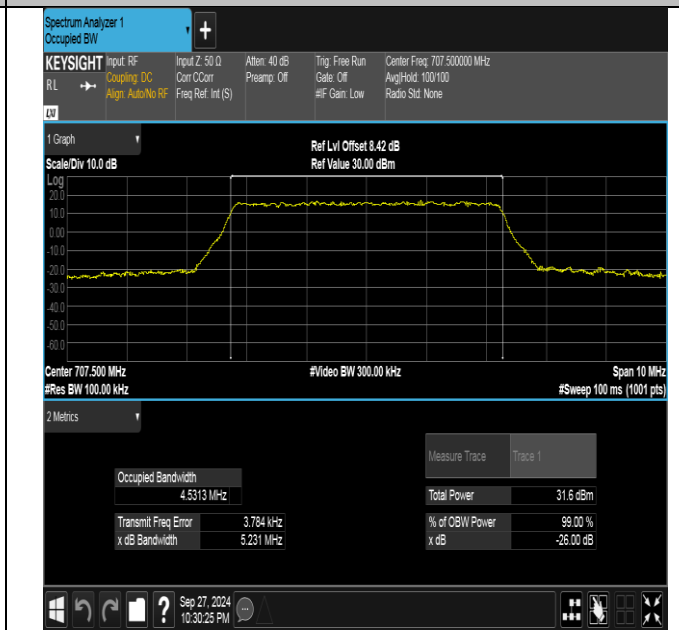 Spectrum Analyzer 1
Occupied BW
+
KEYSIGHT
RL
LXI
Input: RF
Coupling: DC
Align: Auto/No RF
Input Z: 50 Ω
Corr CCorr
Freq Ref: Int (S)
Atten: 40 dB
Preamp: Off
Trig: Free Run
Gate: Off
#IF Gain: Low
Center Freq: 707.500000 MHz
Avg|Hold: 100/100
Radio Std: None
1 Graph
Scale/Div 10.0 dB
Ref Lvl Offset 8.42 dB
Ref Value 30.00 dBm
Log
20.0
10.0
0.00
-10.0
-20.0
-30.0
-40.0
-50.0
-60.0
Center 707.500 MHz
#Video BW 300.00 kHz
Span 10 MHz
#Res BW 100.00 kHz
#Sweep 100 ms (1001 pts)
2 Metrics
Measure Trace
Trace 1
Occupied Bandwidth
4.5313 MHz
Total Power 31.6 dBm
Transmit Freq Error 3.784 kHz
% of OBW Power 99.00 %
x dB Bandwidth 5.231 MHz
x dB -26.00 dB
?
Sep 27, 2024
10:30:25 PM